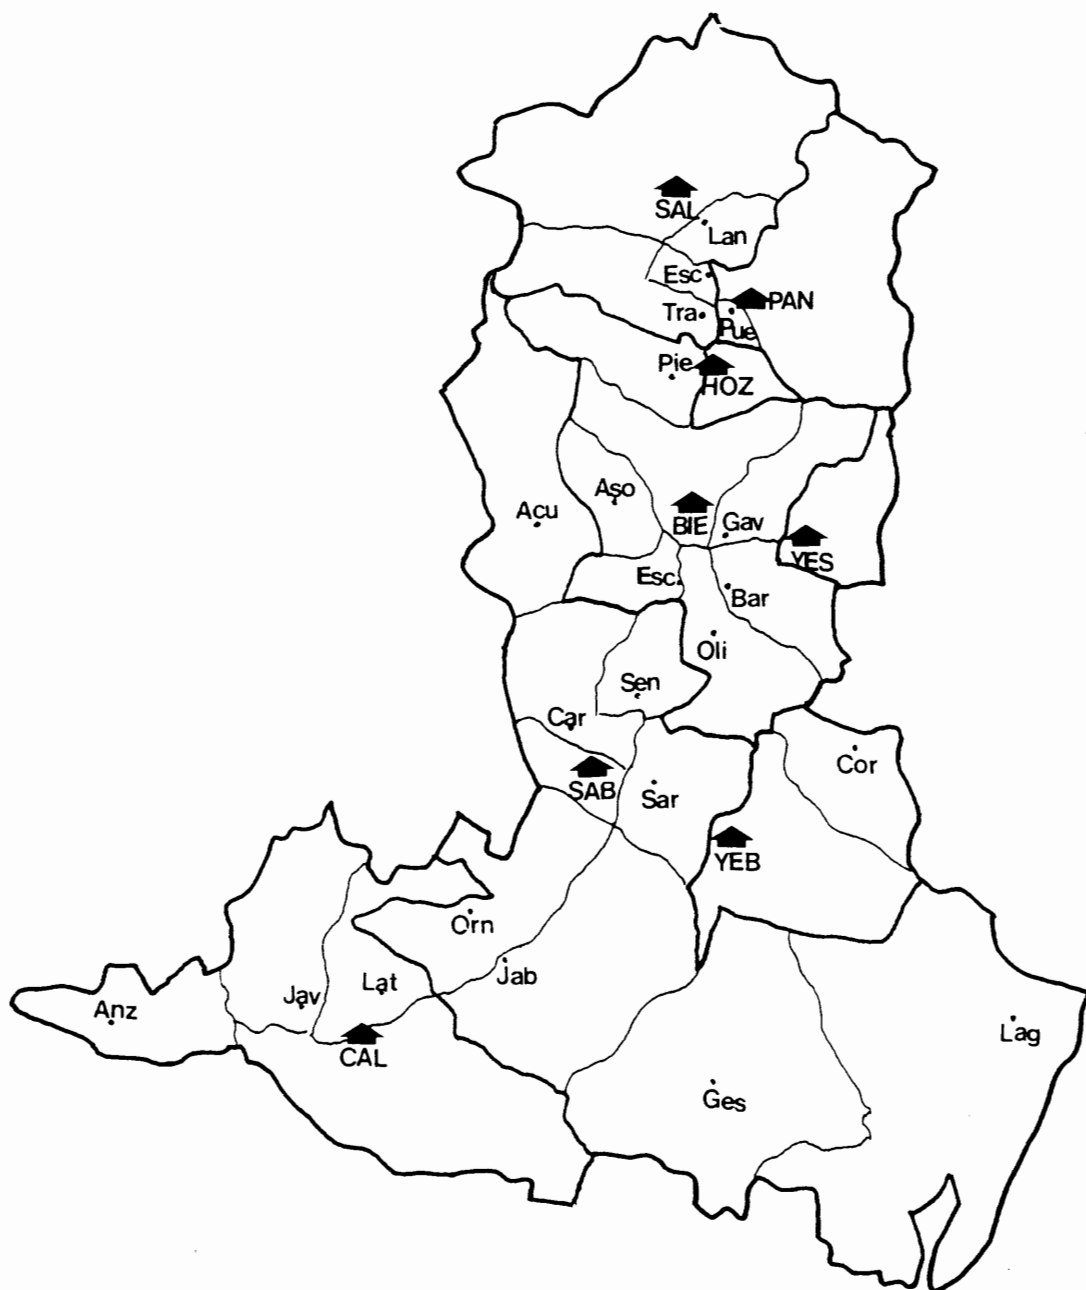 SAL
Lan
Esc
PAN
Tra
Pue
Pie
HOZ
Aso
Acu
BIE
Gav
YES
Esc
Bar
Oli
Sen
Car
Cor
SAB
Sar
YEB
Orn
Jab
Lat
Jav
Anz
Lag
CAL
Ges